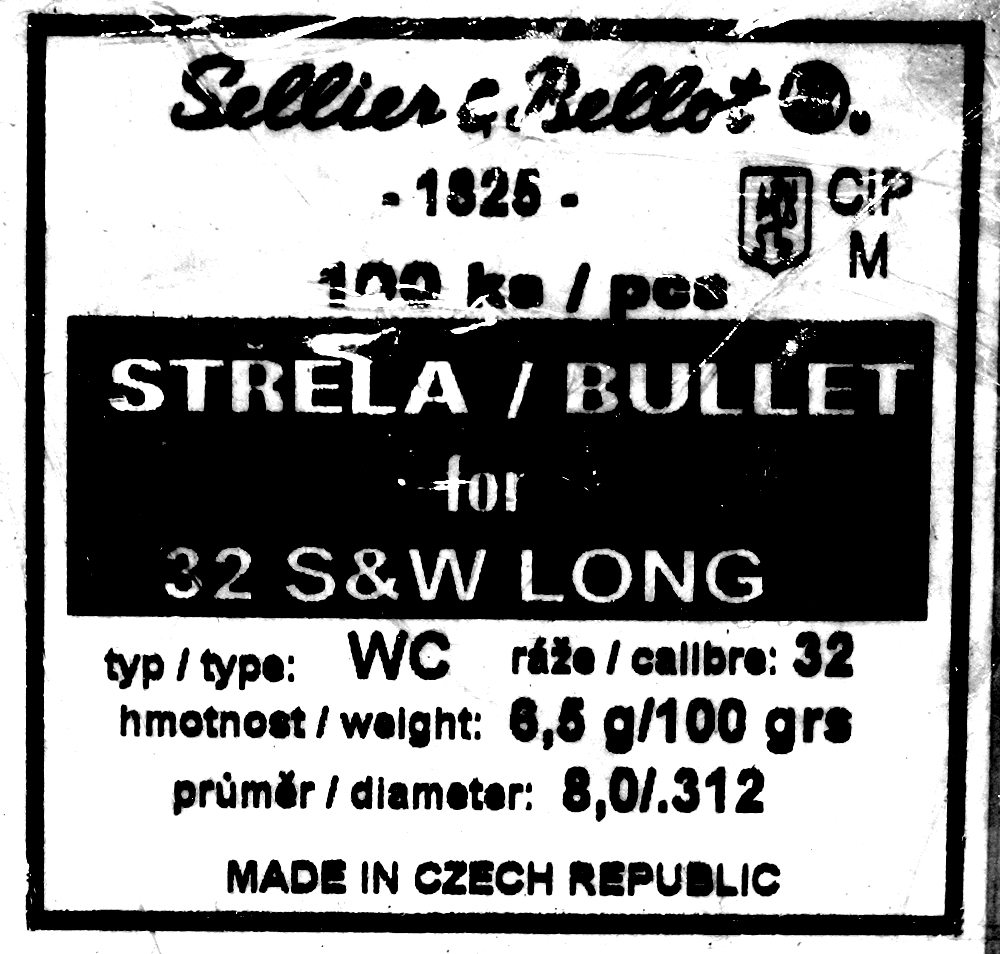 Sellier & Bellot
- 1825 -
CIP
M
100 ks / pcs
STŘELA / BULLET
for
32 S&W LONG
typ / type: WC ráže / calibre: 32
hmotnost / weight: 6,5 g/100 grs
průměr / diameter: 8,0/.312
MADE IN CZECH REPUBLIC